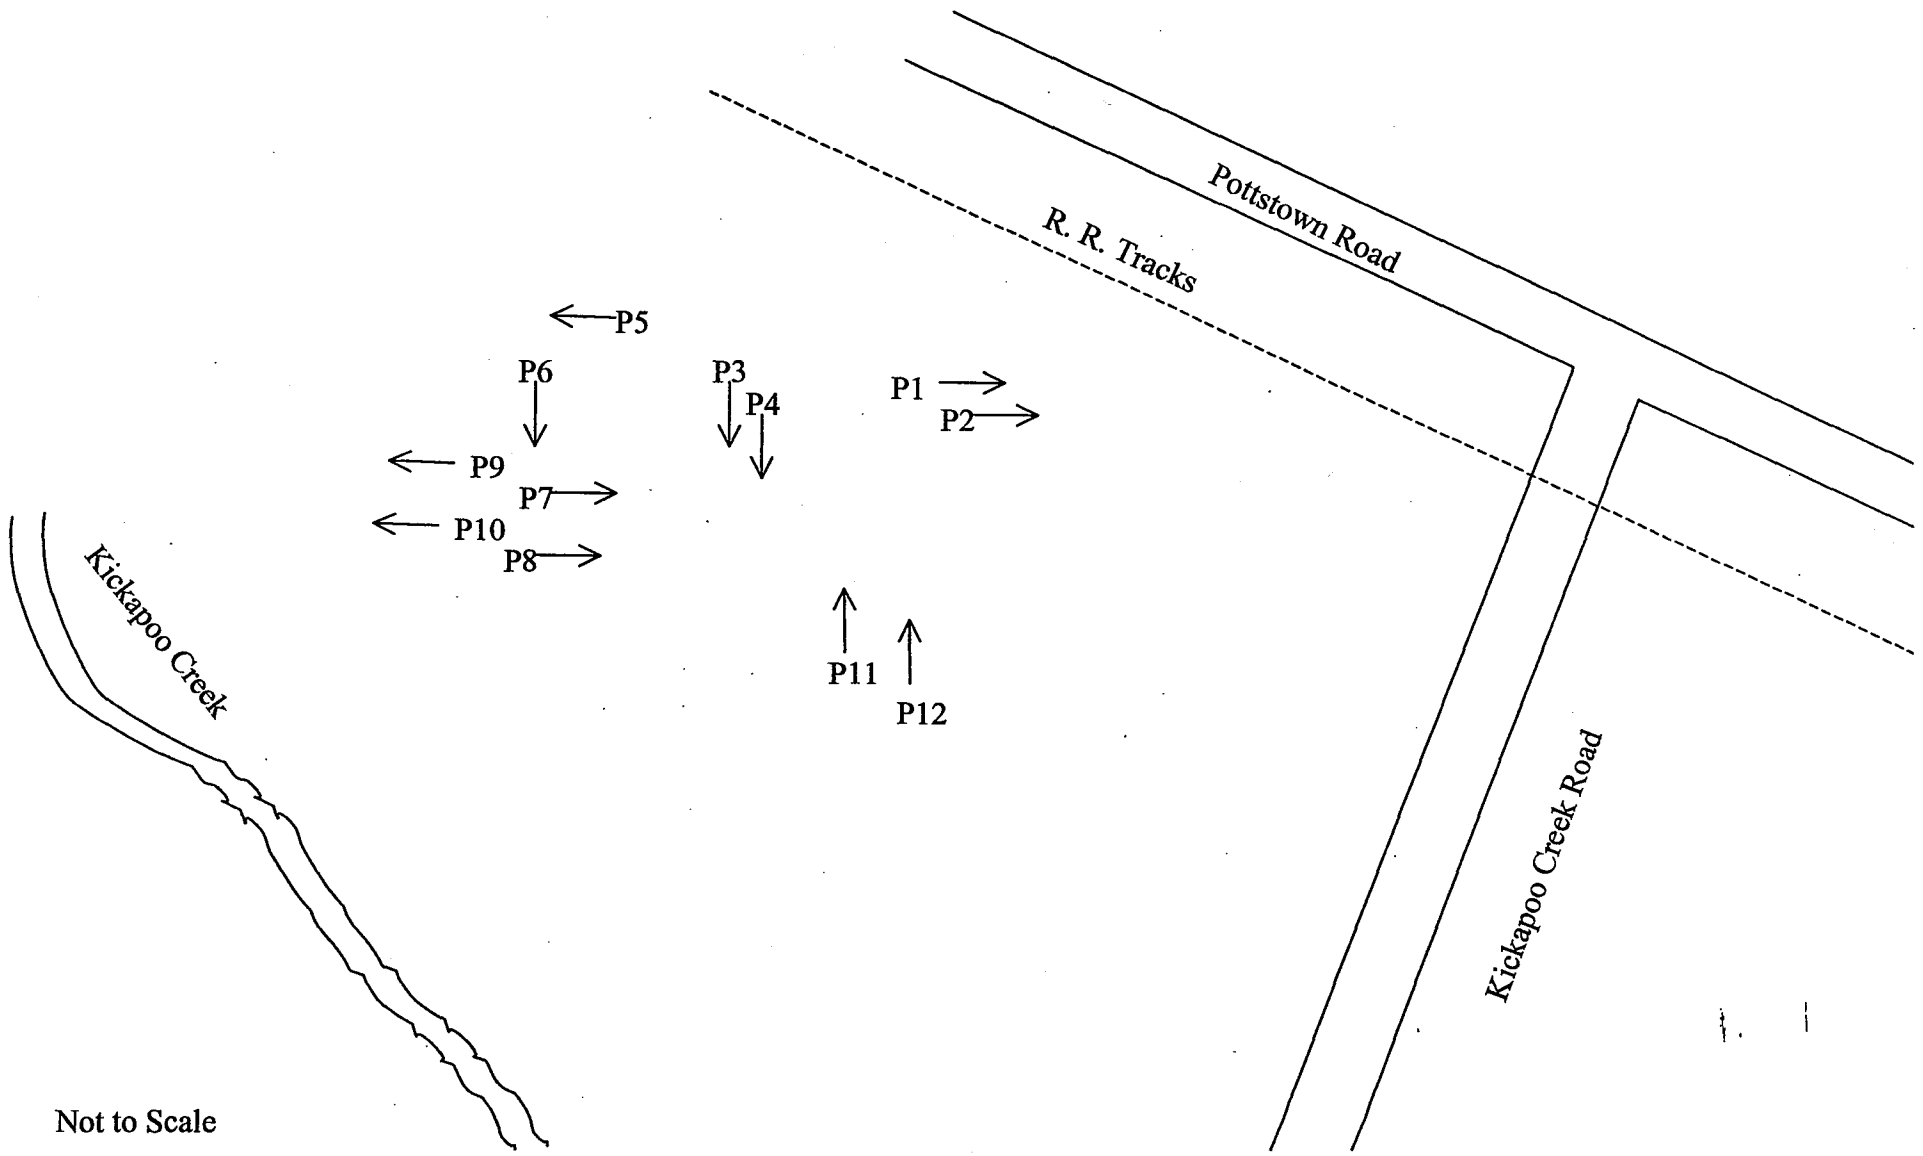 Pottstown Road
R. R. Tracks
P5
P6
P3
P1
P4
P2
P9
P7
P10
P8
P11
P12
Kickapoo Creek
Kickapoo Creek Road
Not to Scale